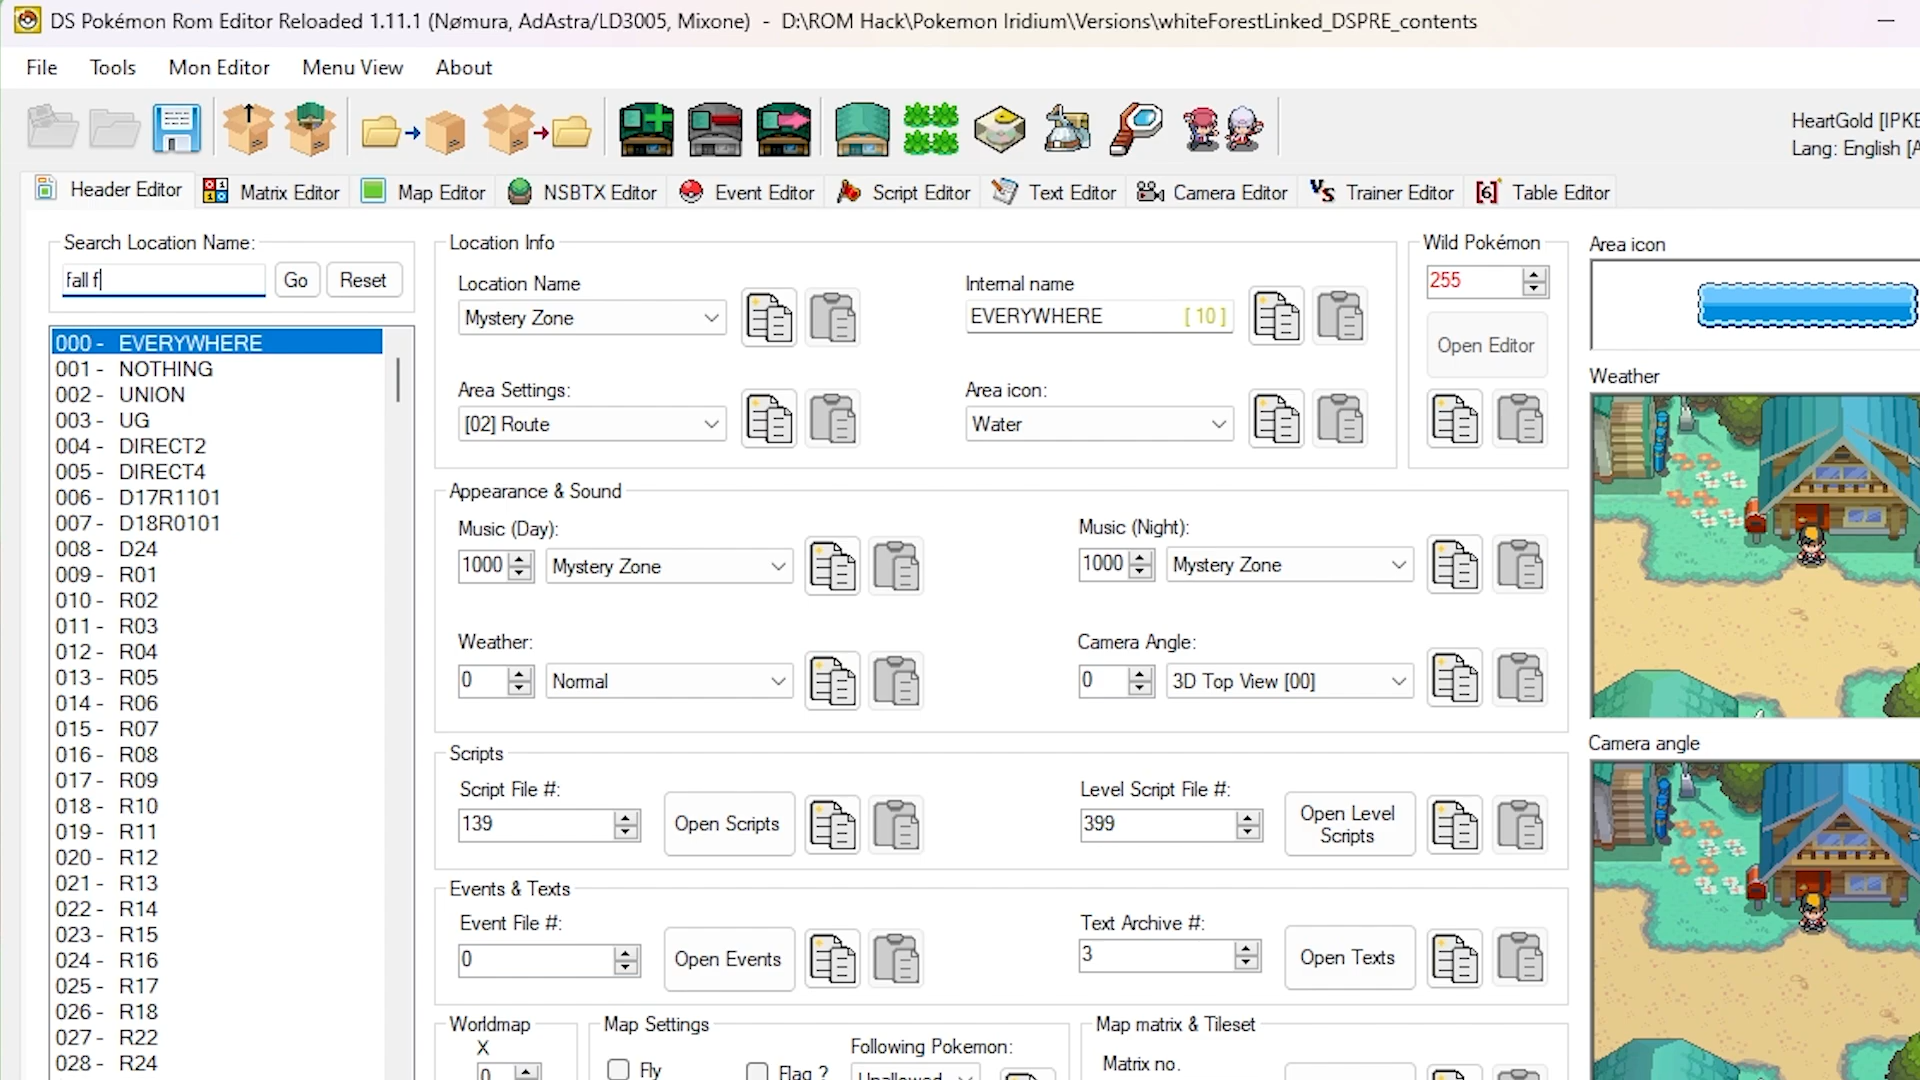 DS Pokémon Rom Editor Reloaded 1.11.1 (Nømura, AdAstra/LD3005, Mixone) - D:\ROM Hack\Pokemon Iridium\Versions\whiteForestLinked_DSPRE_contents
File Tools Mon Editor Menu View About
HeartGold [IPKE
Lang: English [A
Header Editor Matrix Editor Map Editor NSBTX Editor Event Editor Script Editor Text Editor Camera Editor Trainer Editor Table Editor
Search Location Name:
fall f
Go Reset
000 - EVERYWHERE
001 - NOTHING
002 - UNION
003 - UG
004 - DIRECT2
005 - DIRECT4
006 - D17R1101
007 - D18R0101
008 - D24
009 - R01
010 - R02
011 - R03
012 - R04
013 - R05
014 - R06
015 - R07
016 - R08
017 - R09
018 - R10
019 - R11
020 - R12
021 - R13
022 - R14
023 - R15
024 - R16
025 - R17
026 - R18
027 - R22
028 - R24
Location Info
Location Name
Mystery Zone
Internal name
EVERYWHERE [ 10 ]
Area Settings:
[02] Route
Area icon:
Water
Wild Pokémon
255
Open Editor
Area icon
Weather
Camera angle
Appearance & Sound
Music (Day):
1000 Mystery Zone
Music (Night):
1000 Mystery Zone
Weather:
0 Normal
Camera Angle:
0 3D Top View [00]
Scripts
Script File #:
139
Open Scripts
Level Script File #:
399
Open Level
Scripts
Events & Texts
Event File #:
0
Open Events
Text Archive #:
3
Open Texts
Worldmap
X
0
Map Settings
Fly
Flag ?
Following Pokemon:
Unallowed
Map matrix & Tileset
Matrix no.